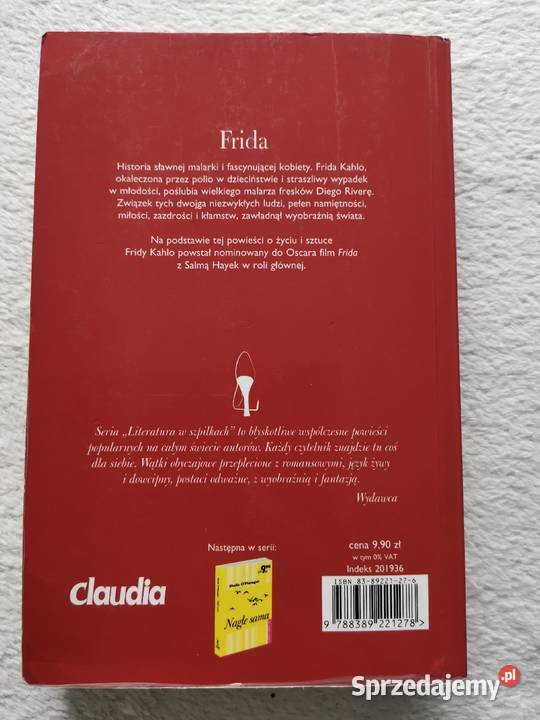 Frida
Historia sławnej malarki i fascynującej kobiety. Frida Kahlo,
okaleczona przez polio w dzieciństwie i straszliwy wypadek
w młodości, poślubia wielkiego malarza fresków Diego Riverę.
Związek tych dwojga niezwykłych ludzi, pełen namiętności,
miłości, zazdrości i kłamstw, zawładnął wyobraźnią świata.
Na podstawie tej powieści o życiu i sztuce
Fridy Kahlo powstał nominowany do Oscara film Frida
z Salmą Hayek w roli głównej.
Seria „Literatura w szpilkach” to błyskotliwe współczesne powieści
popularnych na całym świecie autorów. Każdy czytelnik znajdzie tu coś
dla siebie. Wątki obyczajowe przeplecione z romansowymi, język żywy
i dowcipny, postaci odważne, z wyobraźnią i fantazją.
Wydawca
Następna w serii:
Sheila O'Flanagan
Nagle sama
cena 9,90 zł
w tym 0% VAT
Indeks 201936
ISBN 83-89221-27-6
9 788389 221278>
Claudia
Sprzedajemy.pl